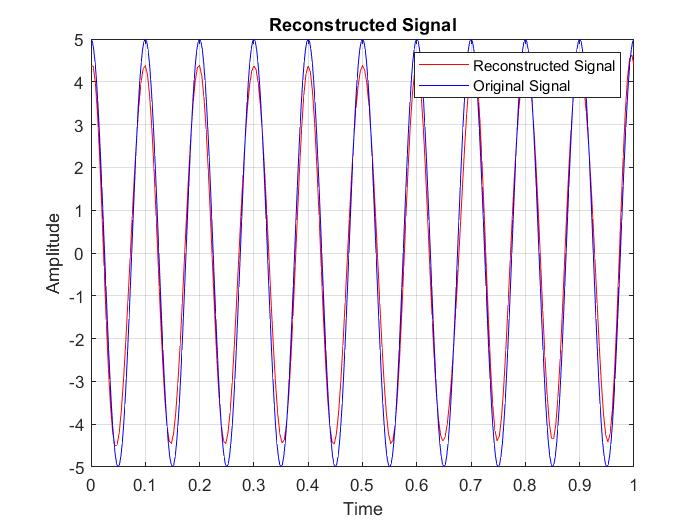 Reconstructed Signal
5
4
3
2
1
0
-1
-2
-3
-4
-5
Amplitude
Reconstructed Signal
Original Signal
0 0.1 0.2 0.3 0.4 0.5 0.6 0.7 0.8 0.9 1
Time